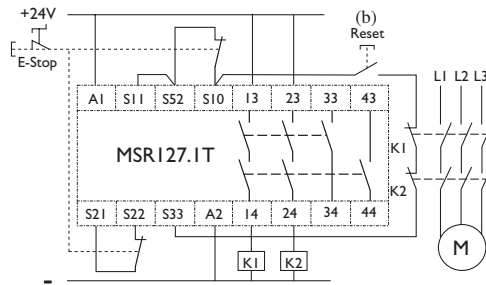 (b)
+24V
Reset
E-Stop
L1 L2 L3
A1 S11 S52 S10 13 23 33 43
MSR127.1T
K1
K2
S21 S22 S33 A2 14 24 34 44
K1 K2
M
-